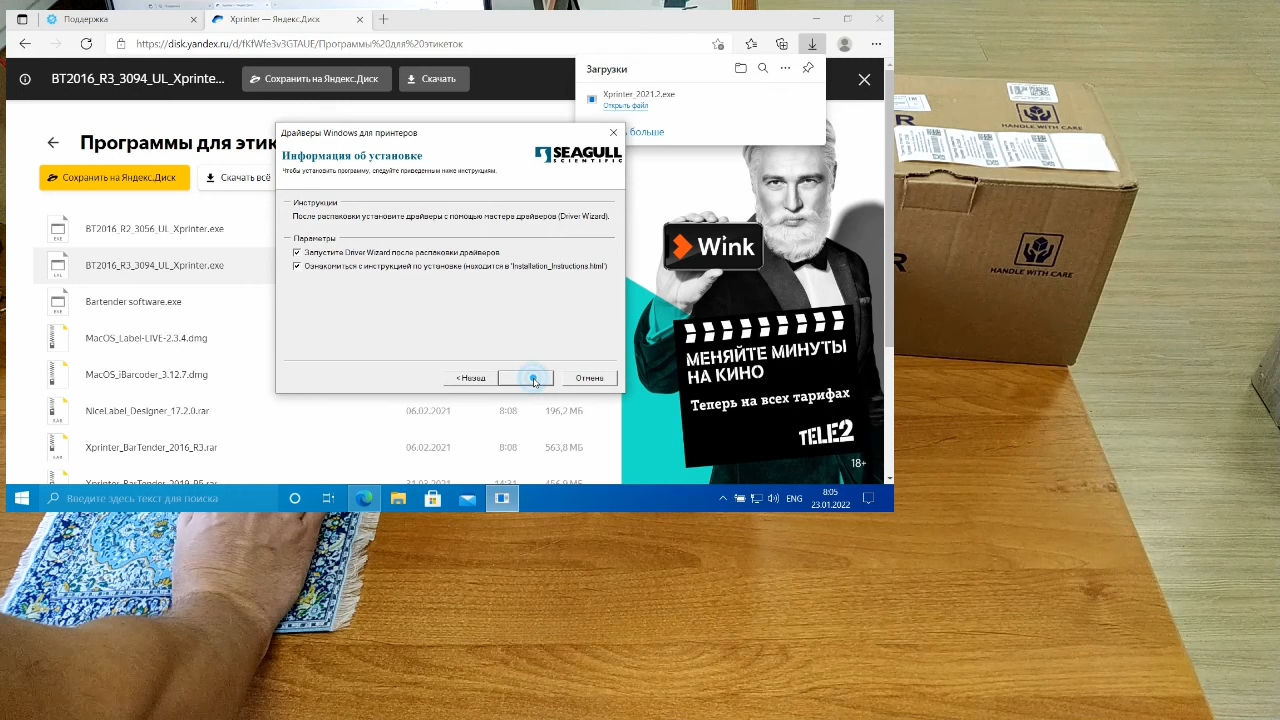 Поддержка
Xprinter — Яндекс.Диск
https://disk.yandex.ru/d/fKfWfe3v3GTAUE/Программы%20для%20этикеток
BT2016_R3_3094_UL_Xprinte...
Сохранить на Яндекс.Диск
Скачать
Загрузки
Xprinter_2021.2.exe
Открыть файл
больше
Программы для этик
Сохранить на Яндекс.Диск
Скачать всё
BT2016_R2_3056_UL_Xprinter.exe
BT2016_R3_3094_UL_Xprinter.exe
Bartender software.exe
MacOS_Label-LIVE-2.3.4.dmg
MacOS_iBarcoder_3.12.7.dmg
NiceLabel_Designer_17.2.0.rar
06.02.2021
8:08
196,2 МБ
Xprinter_BarTender_2016_R3.rar
06.02.2021
8:08
563,8 МБ
для принтеров
Информация об установке
Чтобы установить программу, следуйте приведенным ниже инструкциям.
SEAGULL
SCIENTIFIC
Инструкции
После распаковки установите драйверы с помощью мастера драйверов (Driver Wizard).
Параметры
Запустите Driver Wizard после распаковки драйверов
Ознакомиться с инструкцией по установке (находится в 'Installation_Instructions.html')
< Назад
Отмена
Wink
МЕНЯЙТЕ МИНУТЫ
НА КИНО
Теперь на всех тарифах
TELE2
18+
Введите здесь текст для поиска
ENG
8:05
23.01.2022
HANDLE WITH CARE
HANDLE WITH CARE